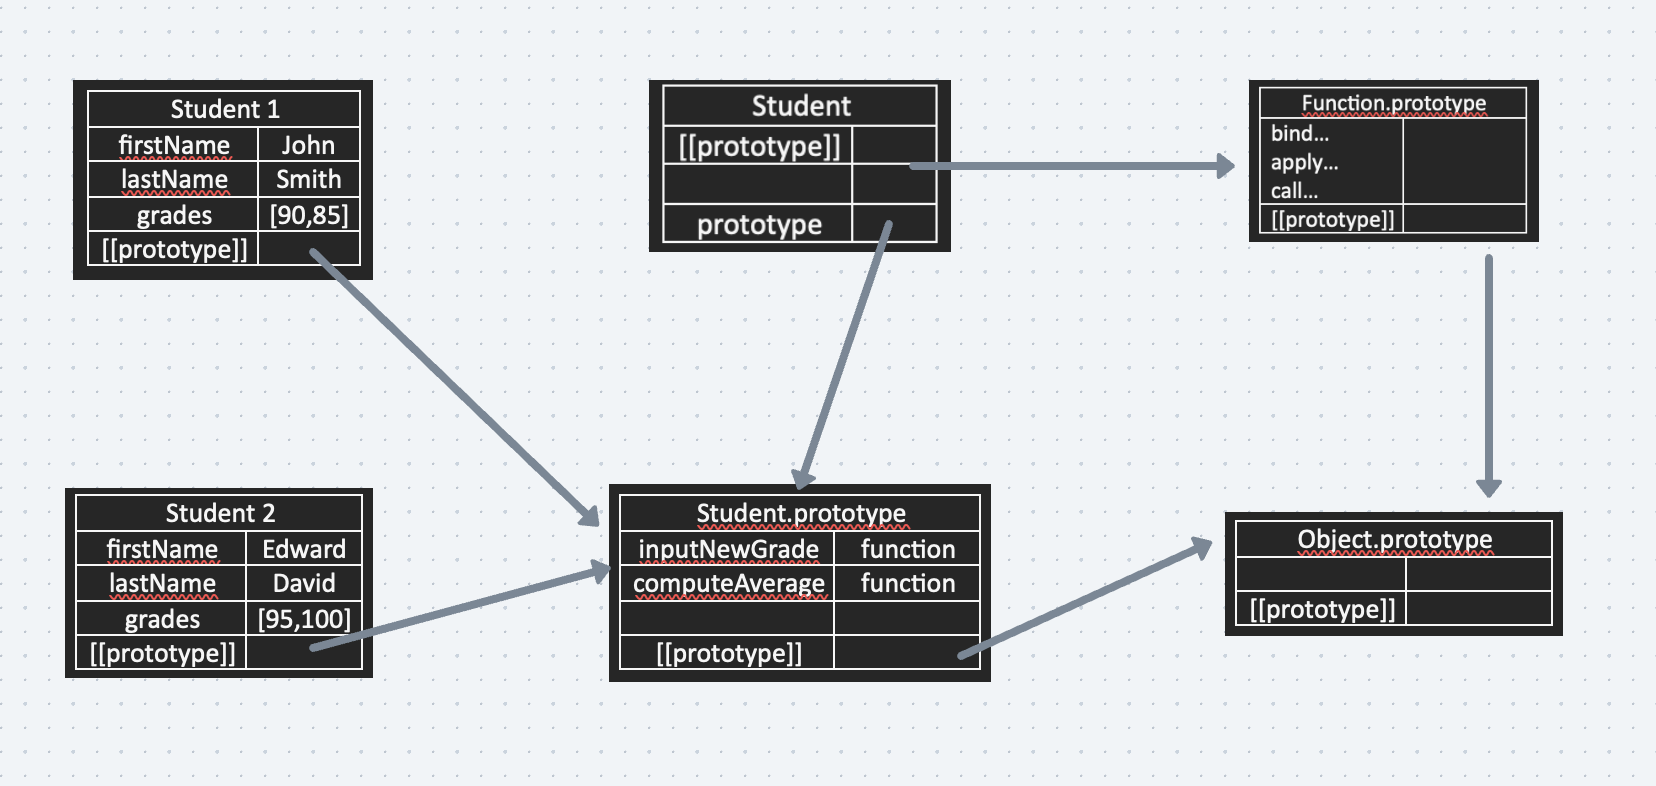 Student 1
firstName John
lastName Smith
grades [90,85]
[[prototype]]
Student
[[prototype]]
prototype
Function.prototype
bind...
apply...
call...
[[prototype]]
Student 2
firstName Edward
lastName David
grades [95,100]
[[prototype]]
Student.prototype
inputNewGrade function
computeAverage function
[[prototype]]
Object.prototype
[[prototype]]